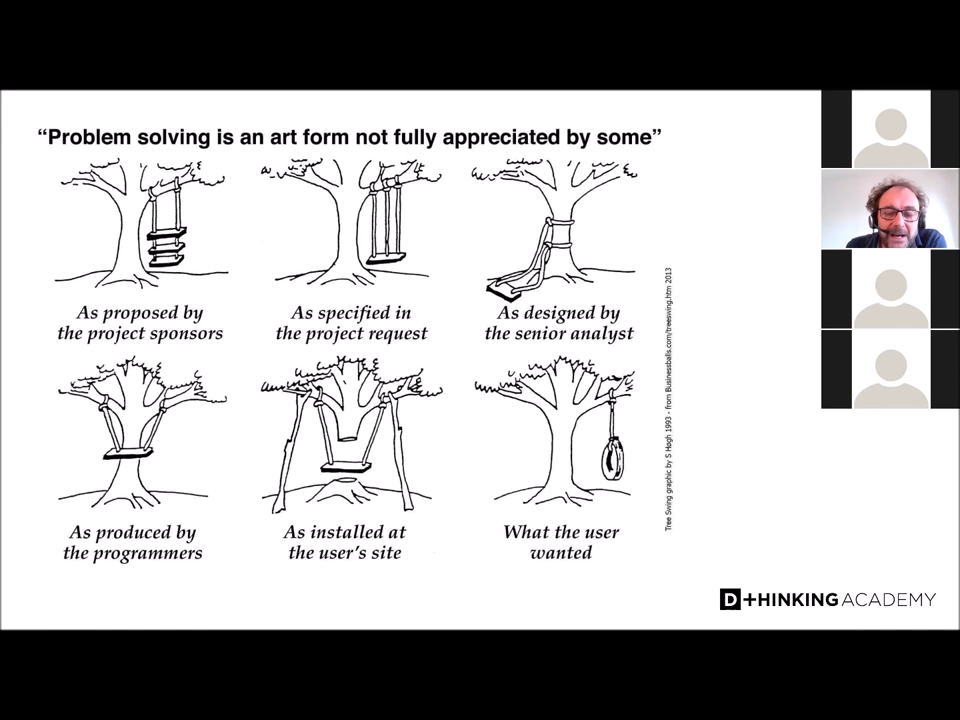 “Problem solving is an art form not fully appreciated by some”
As proposed by
the project sponsors
As specified in
the project request
As designed by
the senior analyst
As produced by
the programmers
As installed at
the user's site
What the user
wanted
Tree Swing graphic by S Hogh 1993 - from Businessballs.com/treeswing.htm 2013
D+HINKING ACADEMY